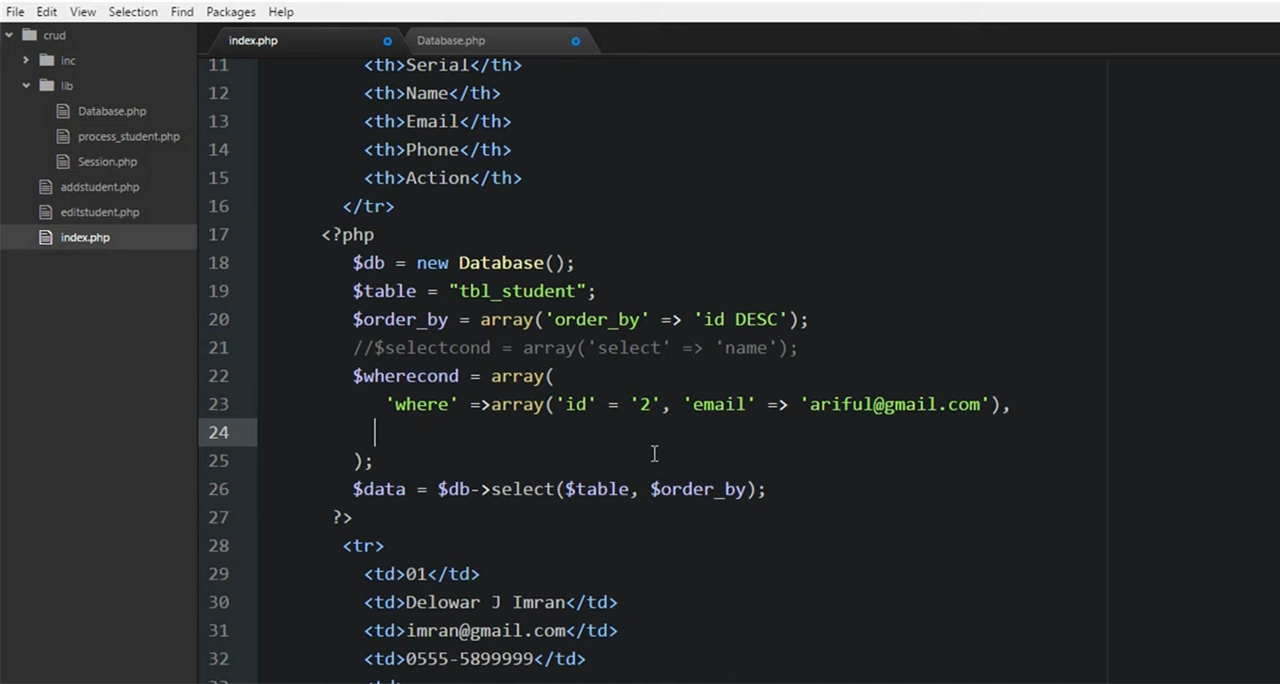 File Edit View Selection Find Packages Help
crud
inc
lib
Database.php
process_student.php
Session.php
addstudent.php
editstudent.php
index.php
index.php Database.php
11 <th>Serial</th>
12 <th>Name</th>
13 <th>Email</th>
14 <th>Phone</th>
15 <th>Action</th>
16 </tr>
17 <?php
18 $db = new Database();
19 $table = "tbl_student";
20 $order_by = array('order_by' => 'id DESC');
21 //$selectcond = array('select' => 'name');
22 $wherecond = array(
23 'where' =>array('id' = '2', 'email' => 'ariful@gmail.com'),
24
25 );
26 $data = $db->select($table, $order_by);
27 ?>
28 <tr>
29 <td>01</td>
30 <td>Delowar J Imran</td>
31 <td>imran@gmail.com</td>
32 <td>0555-5899999</td>